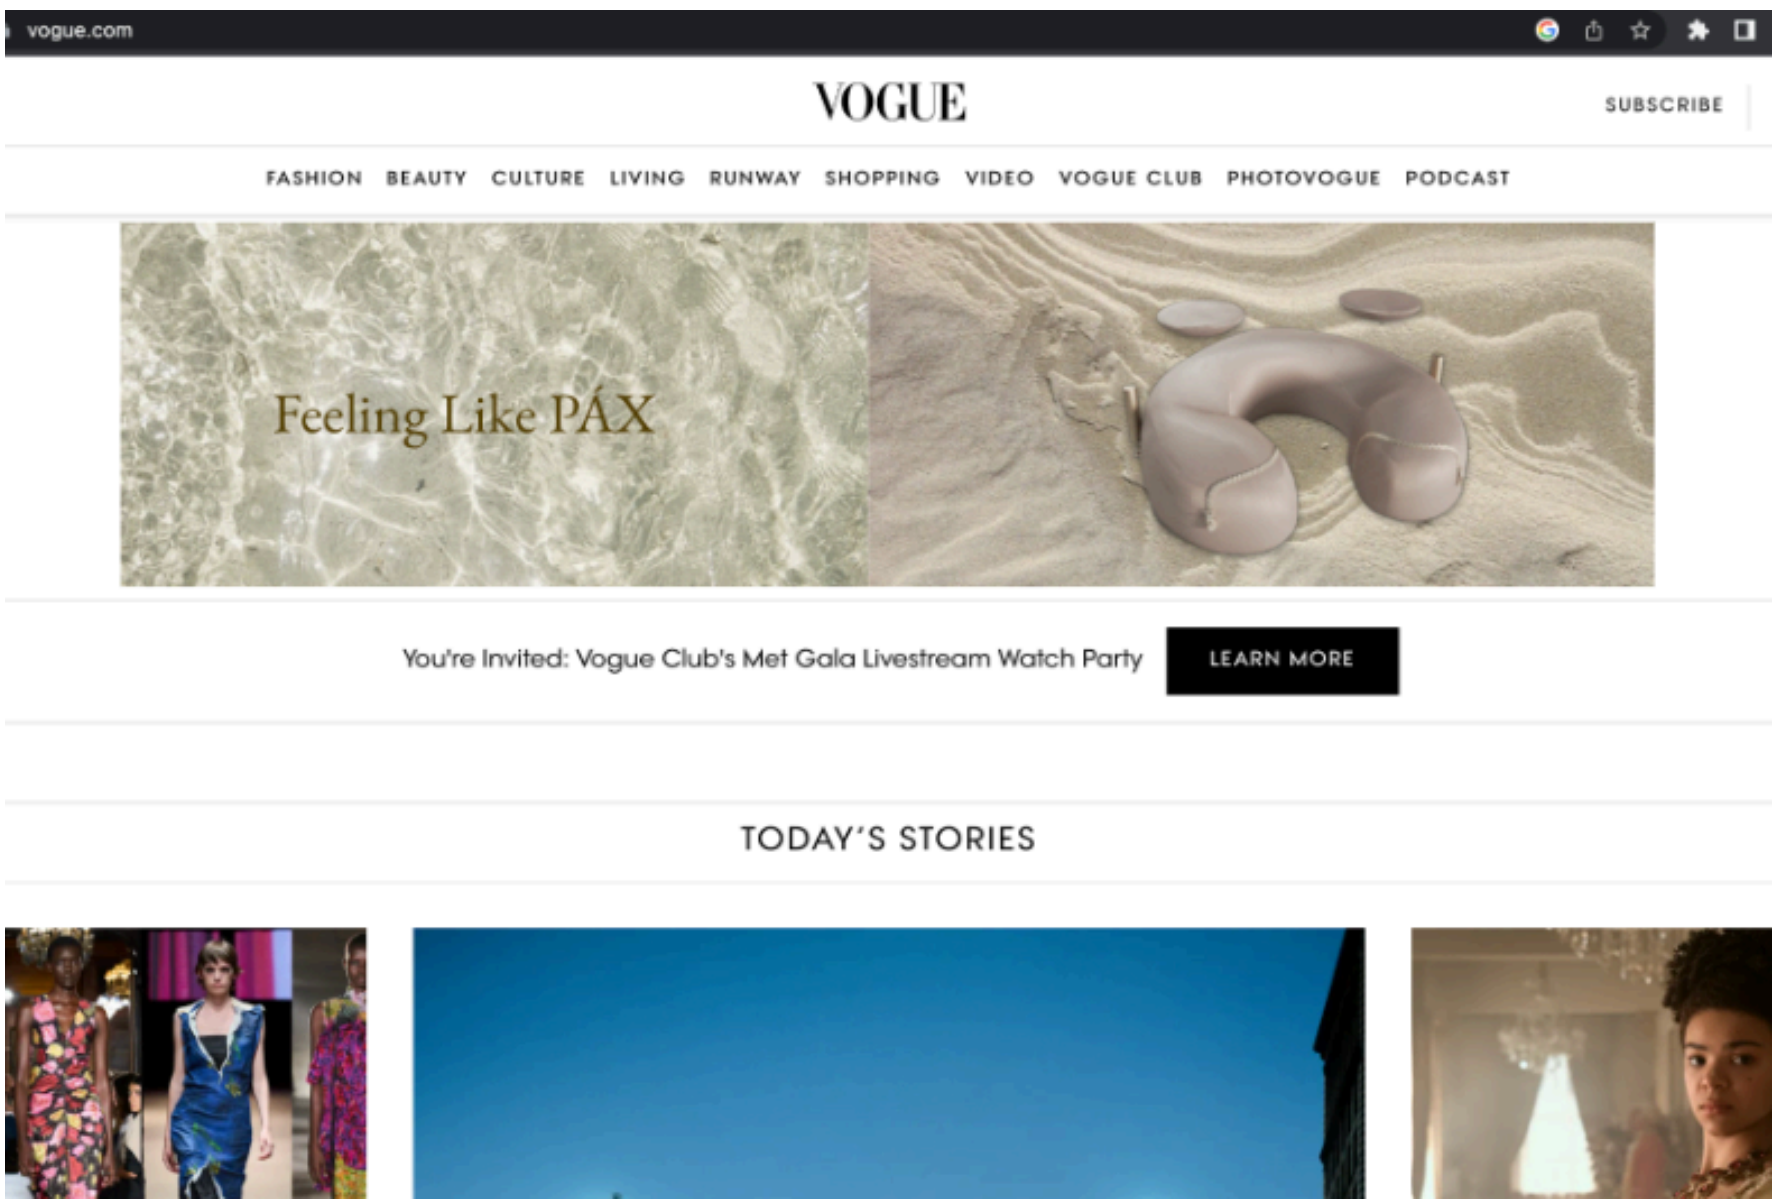 vogue.com
VOGUE
SUBSCRIBE
FASHION BEAUTY CULTURE LIVING RUNWAY SHOPPING VIDEO VOGUE CLUB PHOTOVOGUE PODCAST
Feeling Like PÁX
You're Invited: Vogue Club's Met Gala Livestream Watch Party
LEARN MORE
TODAY'S STORIES